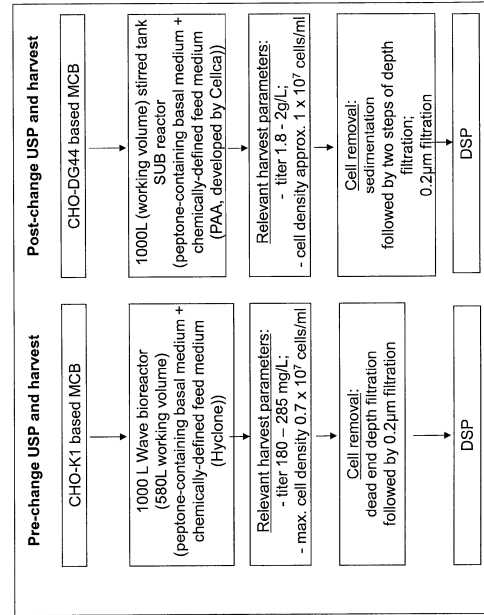 Pre-change USP and harvest
CHO-K1 based MCB
1000 L Wave bioreactor
(580L working volume)
(peptone-containing basal medium +
chemically-defined feed medium
(Hyclone))
Relevant harvest parameters:
- titer 180 – 285 mg/L;
- max. cell density 0.7 x 10⁷ cells/ml
Cell removal:
dead end depth filtration
followed by 0.2µm filtration
DSP
Post-change USP and harvest
CHO-DG44 based MCB
1000L (working volume) stirred tank
SUB reactor
(peptone-containing basal medium +
chemically-defined feed medium
(PAA, developed by Cellca))
Relevant harvest parameters:
- titer 1.8 - 2g/L;
- cell density approx. 1 x 10⁷ cells/ml
Cell removal:
sedimentation
followed by two steps of depth
filtration;
0.2µm filtration
DSP